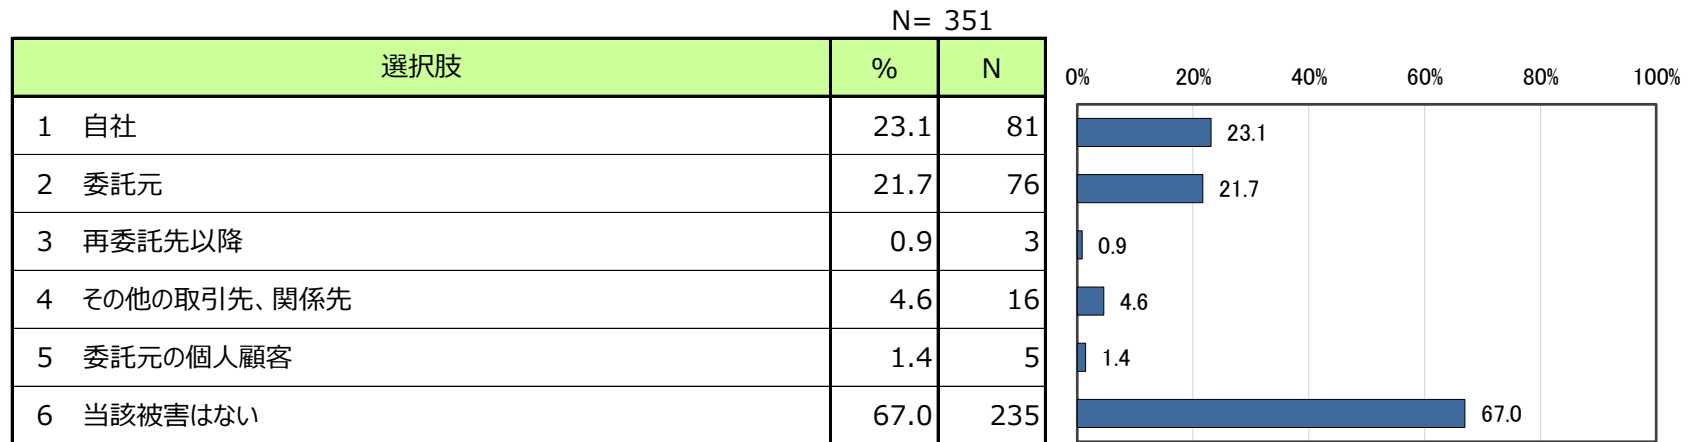 N= 351
選択肢 % N
1 自社 23.1 81
2 委託元 21.7 76
3 再委託先以降 0.9 3
4 その他の取引先、関係先 4.6 16
5 委託元の個人顧客 1.4 5
6 当該被害はない 67.0 235
0% 20% 40% 60% 80% 100%
23.1
21.7
0.9
4.6
1.4
67.0